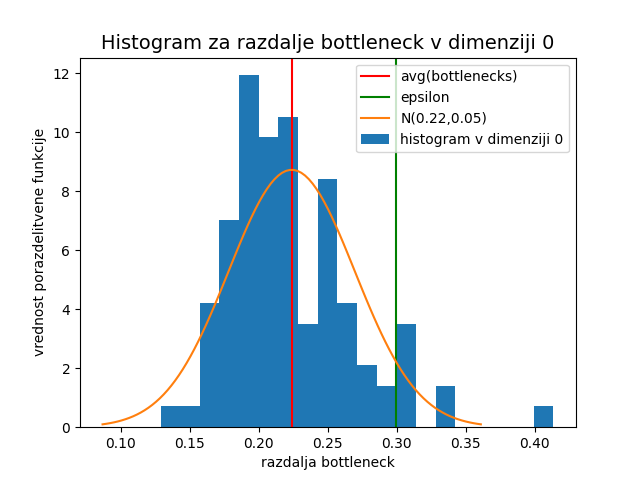 Histogram za razdalje bottleneck v dimenziji 0
vrednost porazdelitvene funkcije
12
10
8
6
4
2
0
avg(bottlenecks)
epsilon
N(0.22,0.05)
histogram v dimenziji 0
0.10 0.15 0.20 0.25 0.30 0.35 0.40
razdalja bottleneck